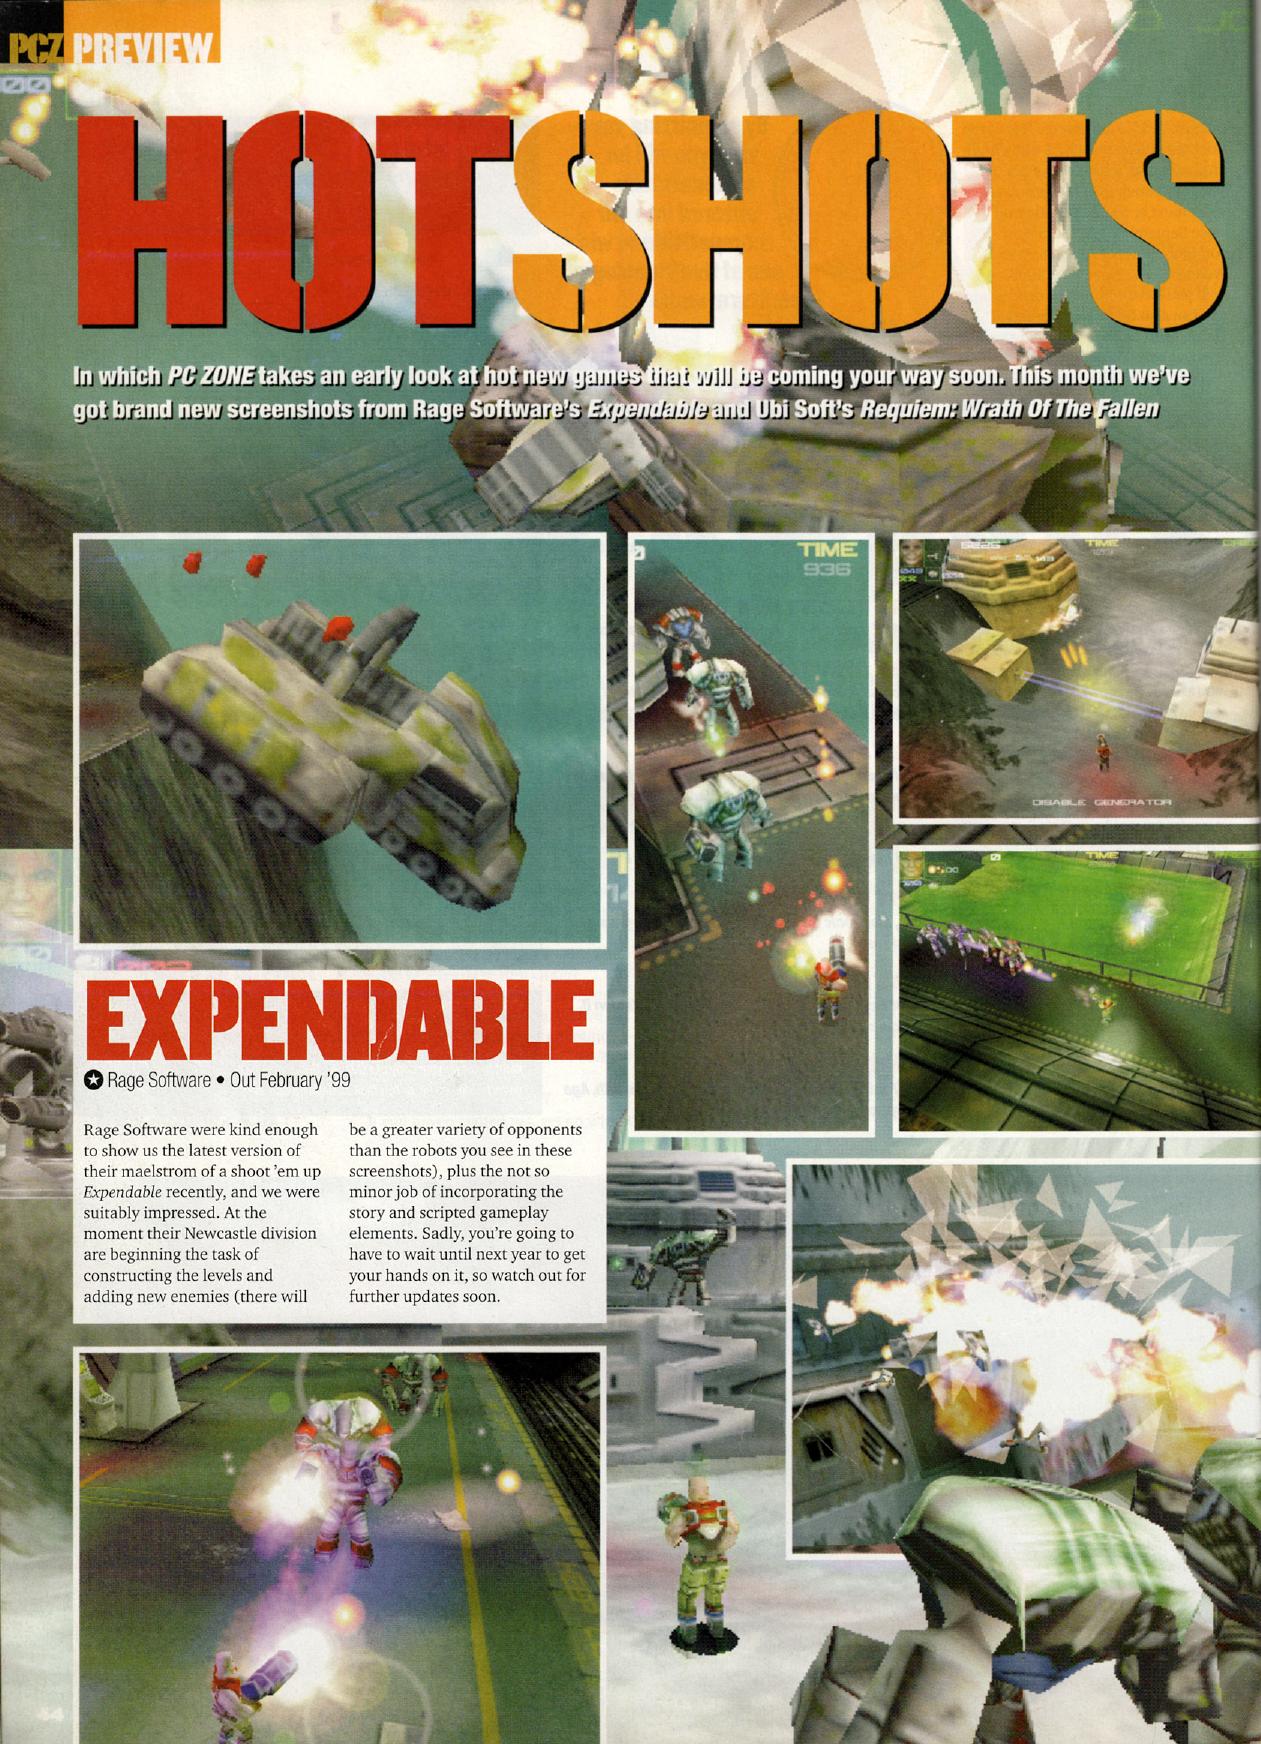 PCZ PREVIEW
HOTSHOTS
In which PC ZONE takes an early look at hot new games that will be coming your way soon. This month we've
got brand new screenshots from Rage Software's Expendable and Ubi Soft's Requiem: Wrath Of The Fallen
TIME
936
TIME
DISABLE GENERATOR
TIME
EXPENDABLE
Rage Software • Out February '99
Rage Software were kind enough
to show us the latest version of
their maelstrom of a shoot 'em up
Expendable recently, and we were
suitably impressed. At the
moment their Newcastle division
are beginning the task of
constructing the levels and
adding new enemies (there will
be a greater variety of opponents
than the robots you see in these
screenshots), plus the not so
minor job of incorporating the
story and scripted gameplay
elements. Sadly, you're going to
have to wait until next year to get
your hands on it, so watch out for
further updates soon.
44